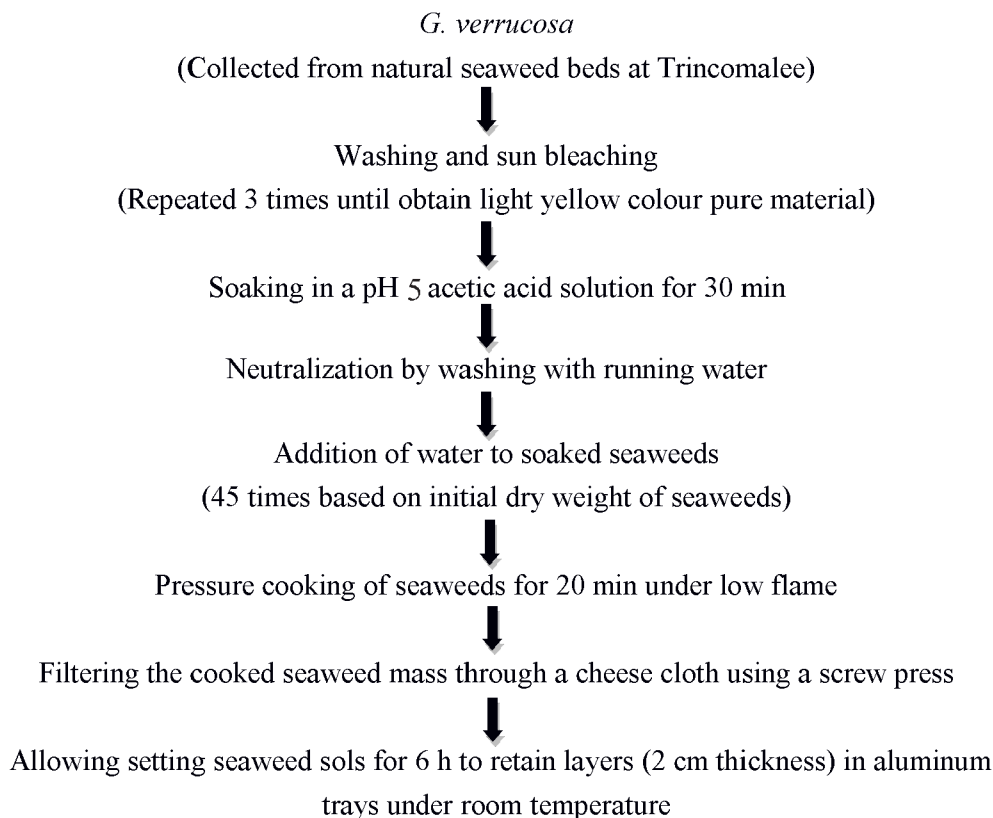 G. verrucosa
(Collected from natural seaweed beds at Trincomalee)
Washing and sun bleaching
(Repeated 3 times until obtain light yellow colour pure material)
Soaking in a pH 5 acetic acid solution for 30 min
Neutralization by washing with running water
Addition of water to soaked seaweeds
(45 times based on initial dry weight of seaweeds)
Pressure cooking of seaweeds for 20 min under low flame
Filtering the cooked seaweed mass through a cheese cloth using a screw press
Allowing setting seaweed sols for 6 h to retain layers (2 cm thickness) in aluminum
trays under room temperature